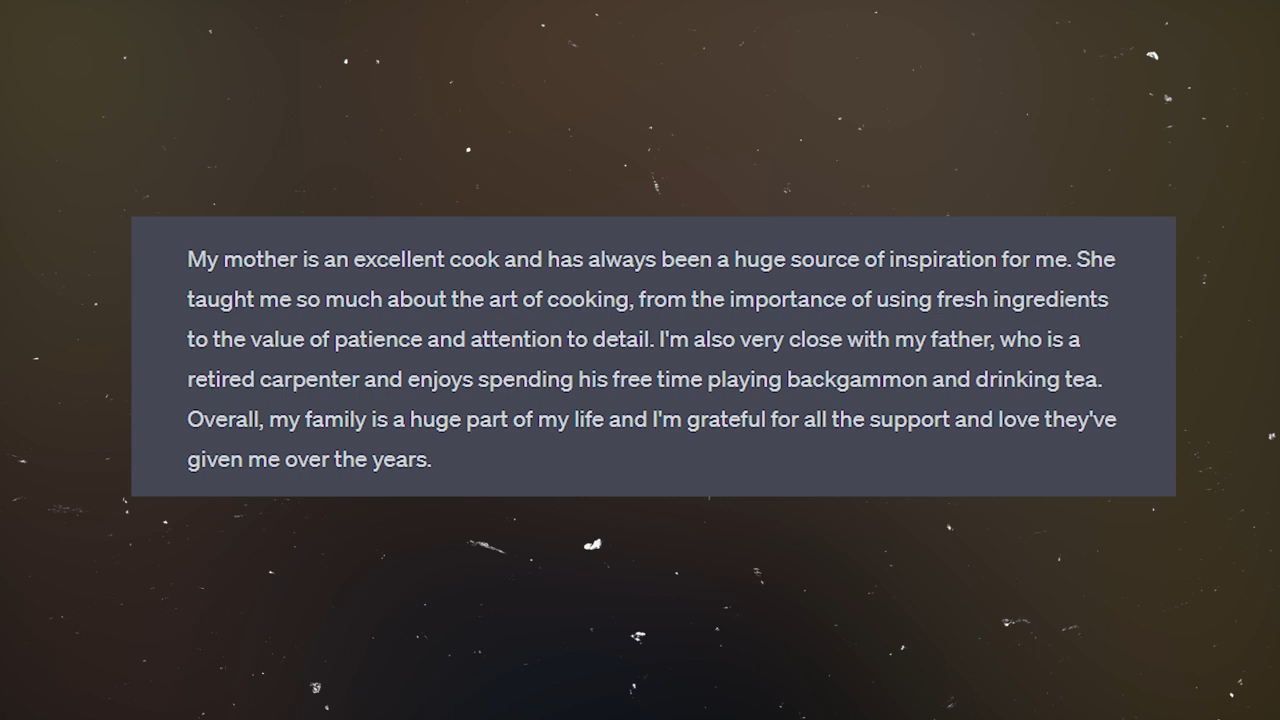 My mother is an excellent cook and has always been a huge source of inspiration for me. She
taught me so much about the art of cooking, from the importance of using fresh ingredients
to the value of patience and attention to detail. I'm also very close with my father, who is a
retired carpenter and enjoys spending his free time playing backgammon and drinking tea.
Overall, my family is a huge part of my life and I'm grateful for all the support and love they've
given me over the years.